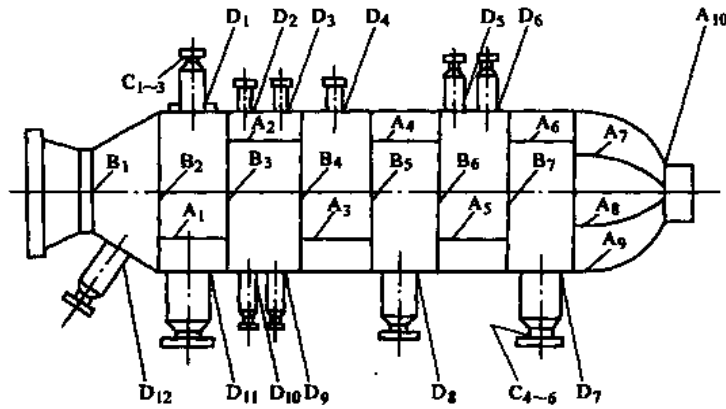 D₁ D₂ D₃ D₄ D₅ D₆ A₁₀
C₁~₃
A₂ A₄ A₆ A₇
B₁ B₂ B₃ B₄ B₅ B₆ B₇
A₁ A₃ A₅ A₈
A₉
D₁₂ D₁₁ D₁₀ D₉ D₈ C₄~₆ D₇